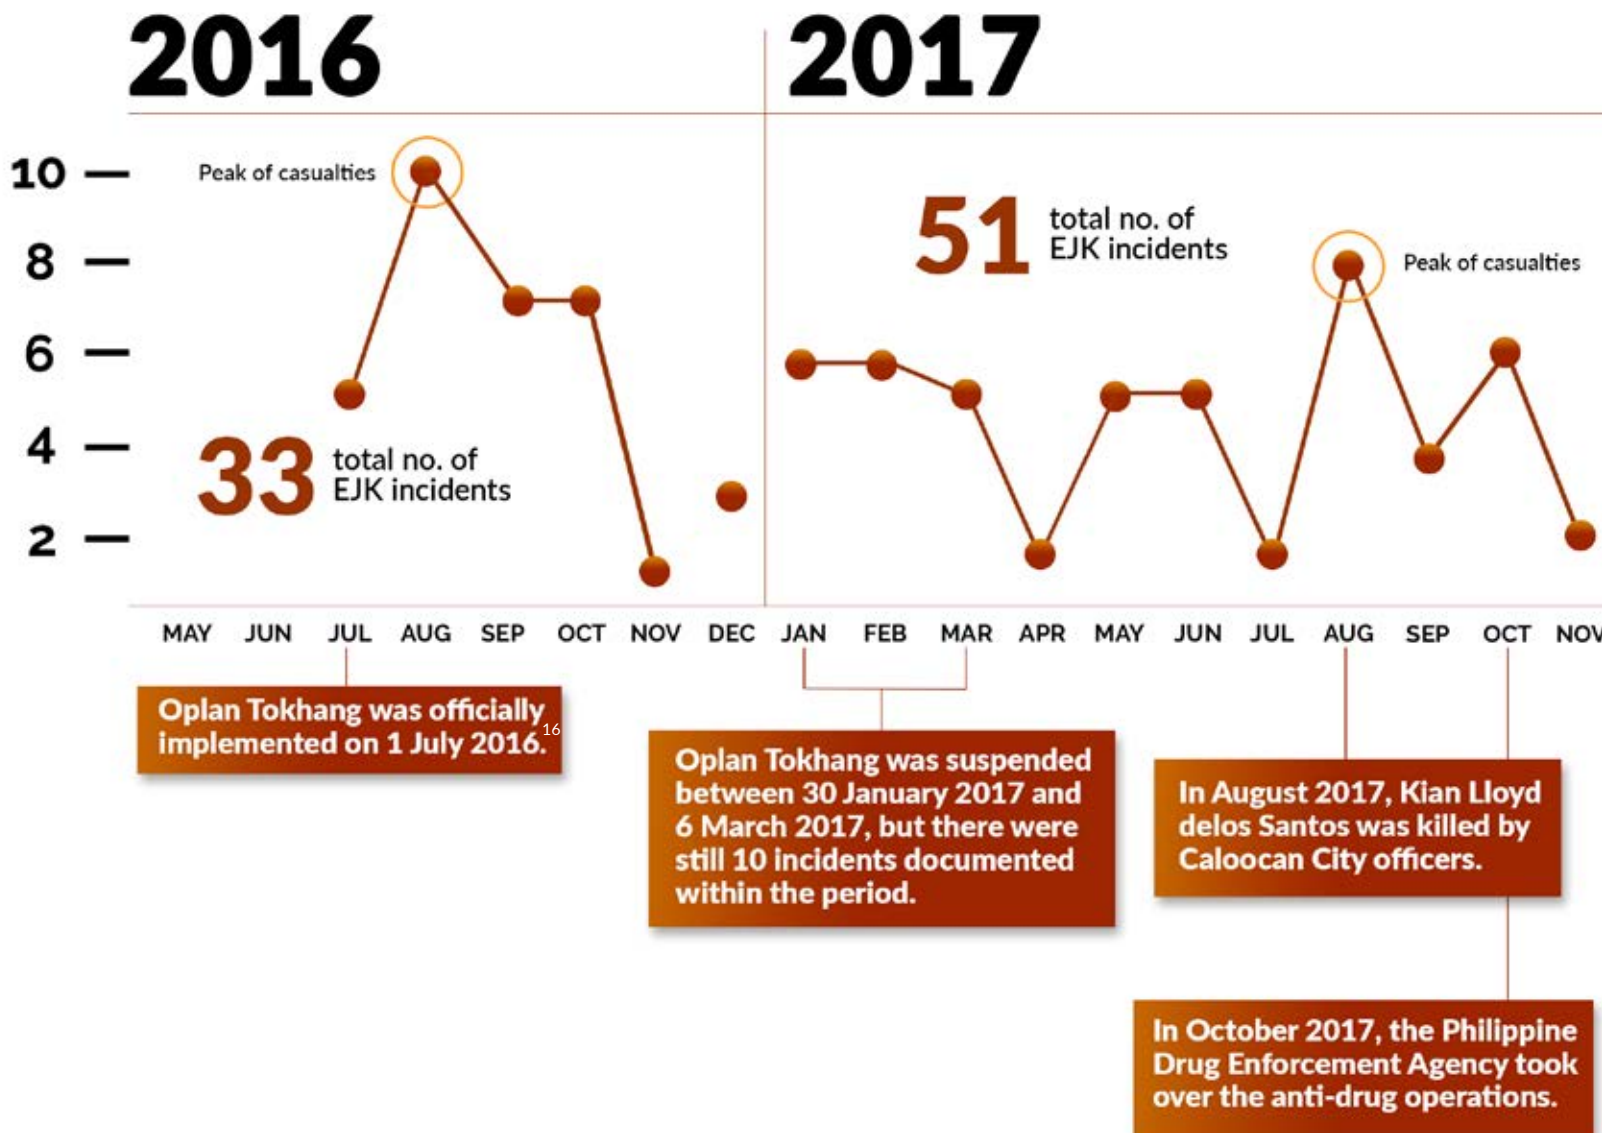 2016
2017
10
Peak of casualties
8
6
4
2
51
total no. of
EJK incidents
Peak of casualties
33
total no. of
EJK incidents
MAY JUN JUL AUG SEP OCT NOV DEC JAN FEB MAR APR MAY JUN JUL AUG SEP OCT NOV
Oplan Tokhang was officially
implemented on 1 July 2016.16
Oplan Tokhang was suspended
between 30 January 2017 and
6 March 2017, but there were
still 10 incidents documented
within the period.
In August 2017, Kian Lloyd
delos Santos was killed by
Caloocan City officers.
In October 2017, the Philippine
Drug Enforcement Agency took
over the anti-drug operations.